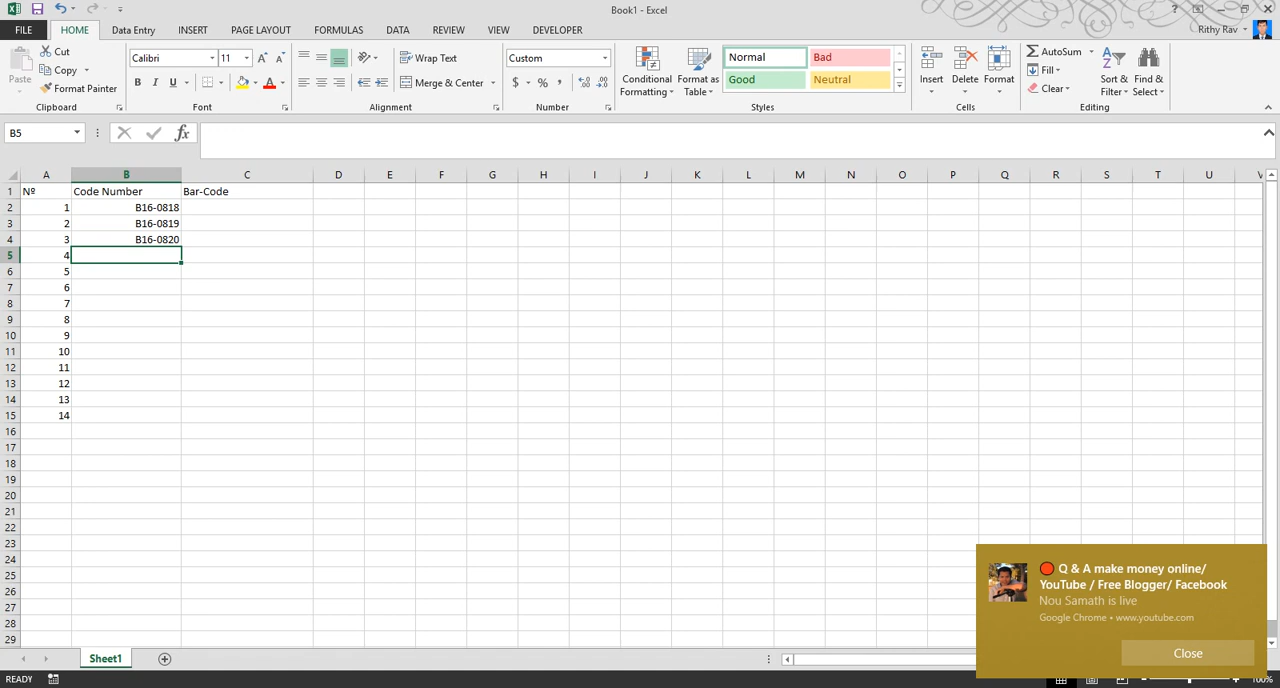 Book1 - Excel
?
FILE HOME Data Entry INSERT PAGE LAYOUT FORMULAS DATA REVIEW VIEW DEVELOPER Rithy Rav
Paste Cut Copy Format Painter
Clipboard
Calibri 11 B I U A
Font
Wrap Text Merge & Center
Alignment
Custom $ % ,
Number
Conditional Formatting Format as Table
Normal Bad
Good Neutral
Styles
Insert Delete Format
Cells
AutoSum Fill Clear
Sort & Filter Find & Select
Editing
B5 fx
A B C D E F G H I J K L M N O P Q R S T U V
1 Nº Code Number Bar-Code
2 1 B16-0818
3 2 B16-0819
4 3 B16-0820
5 4
6 5
7 6
8 7
9 8
10 9
11 10
12 11
13 12
14 13
15 14
16
17
18
19
20
21
22
23
24
25
26
27
28
29
Q & A make money online/
YouTube / Free Blogger/ Facebook
Nou Samath is live
Google Chrome • www.youtube.com
Close
Sheet1
READY 100%